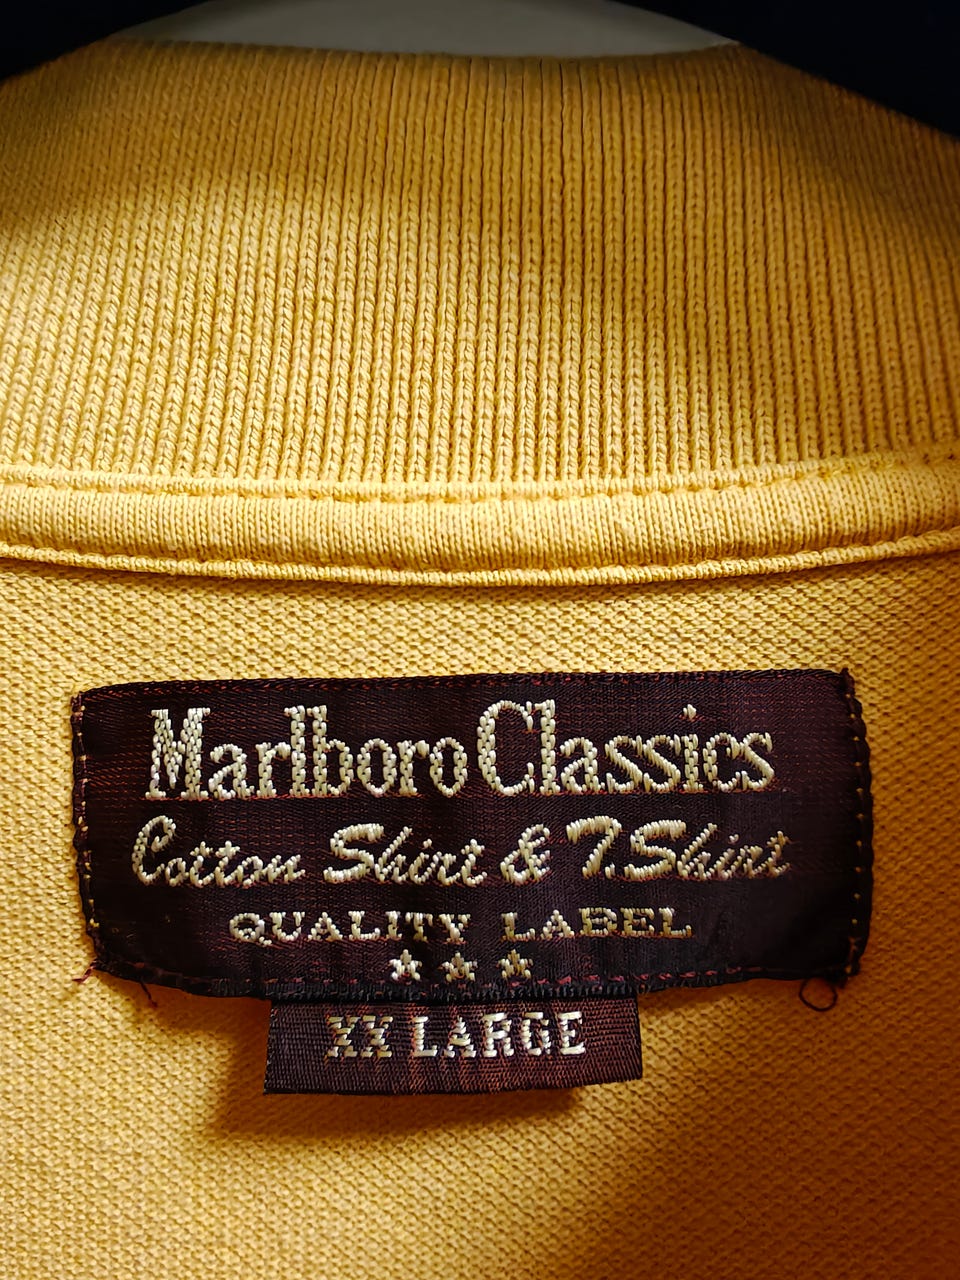 Marlboro Classics
Cotton Shirt & T.Shirt
QUALITY LABEL
XX LARGE